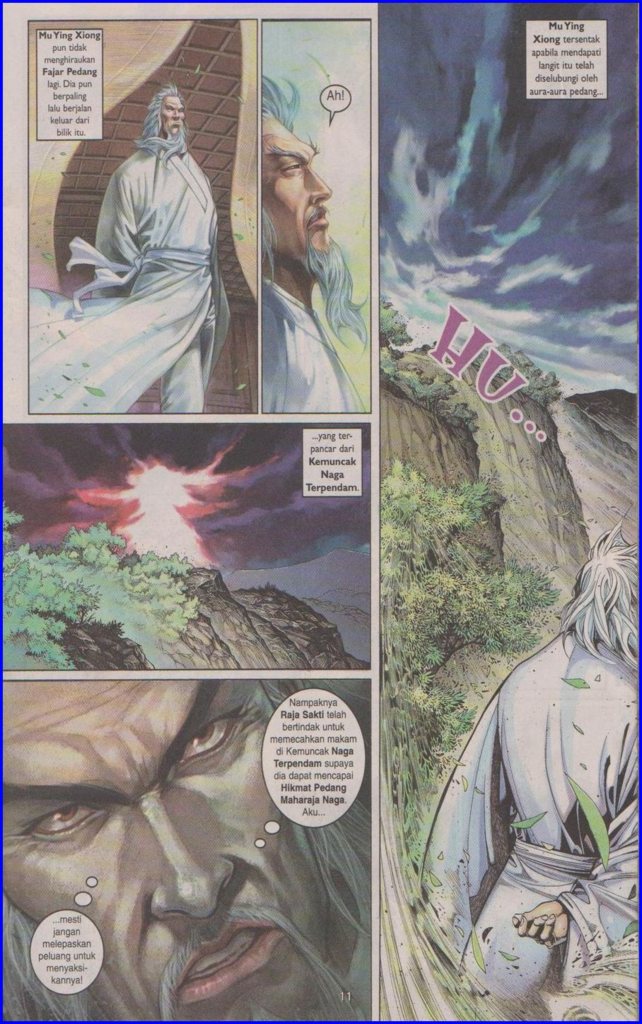 Mu Ying Xiong
pun tidak
menghiraukan
Fajar Pedang
lagi. Dia pun
berpaling
lalu berjalan
keluar dari
bilik itu.
Ah!
Mu Ying
Xiong tersentak
apabila mendapati
langit itu telah
diselubungi oleh
aura-aura pedang...
HU...
...yang ter-
pancar dari
Kemuncak
Naga
Terpendam.
Nampaknya
Raja Sakti telah
bertindak untuk
memecahkan makam
di Kemuncak Naga
Terpendam supaya
dia dapat mencapai
Hikmat Pedang
Maharaja Naga.
Aku...
...mesti
jangan
melepaskan
peluang untuk
menyaksi-
kannya!
11